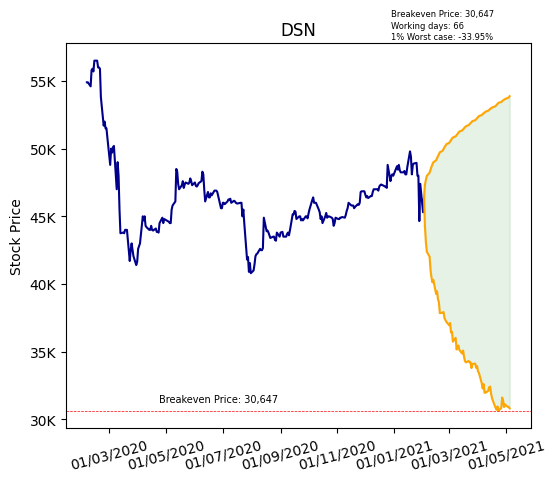 Breakeven Price: 30,647
Working days: 66
1% Worst case: -33.95%
DSN
Stock Price
55K
50K
45K
40K
35K
30K
Breakeven Price: 30,647
01/03/2020
01/05/2020
01/07/2020
01/09/2020
01/11/2020
01/01/2021
01/03/2021
01/05/2021